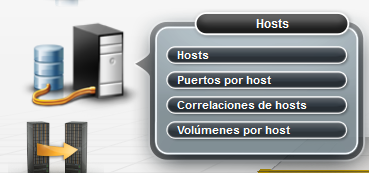 Hosts
Hosts
Puertos por host
Correlaciones de hosts
Volúmenes por host